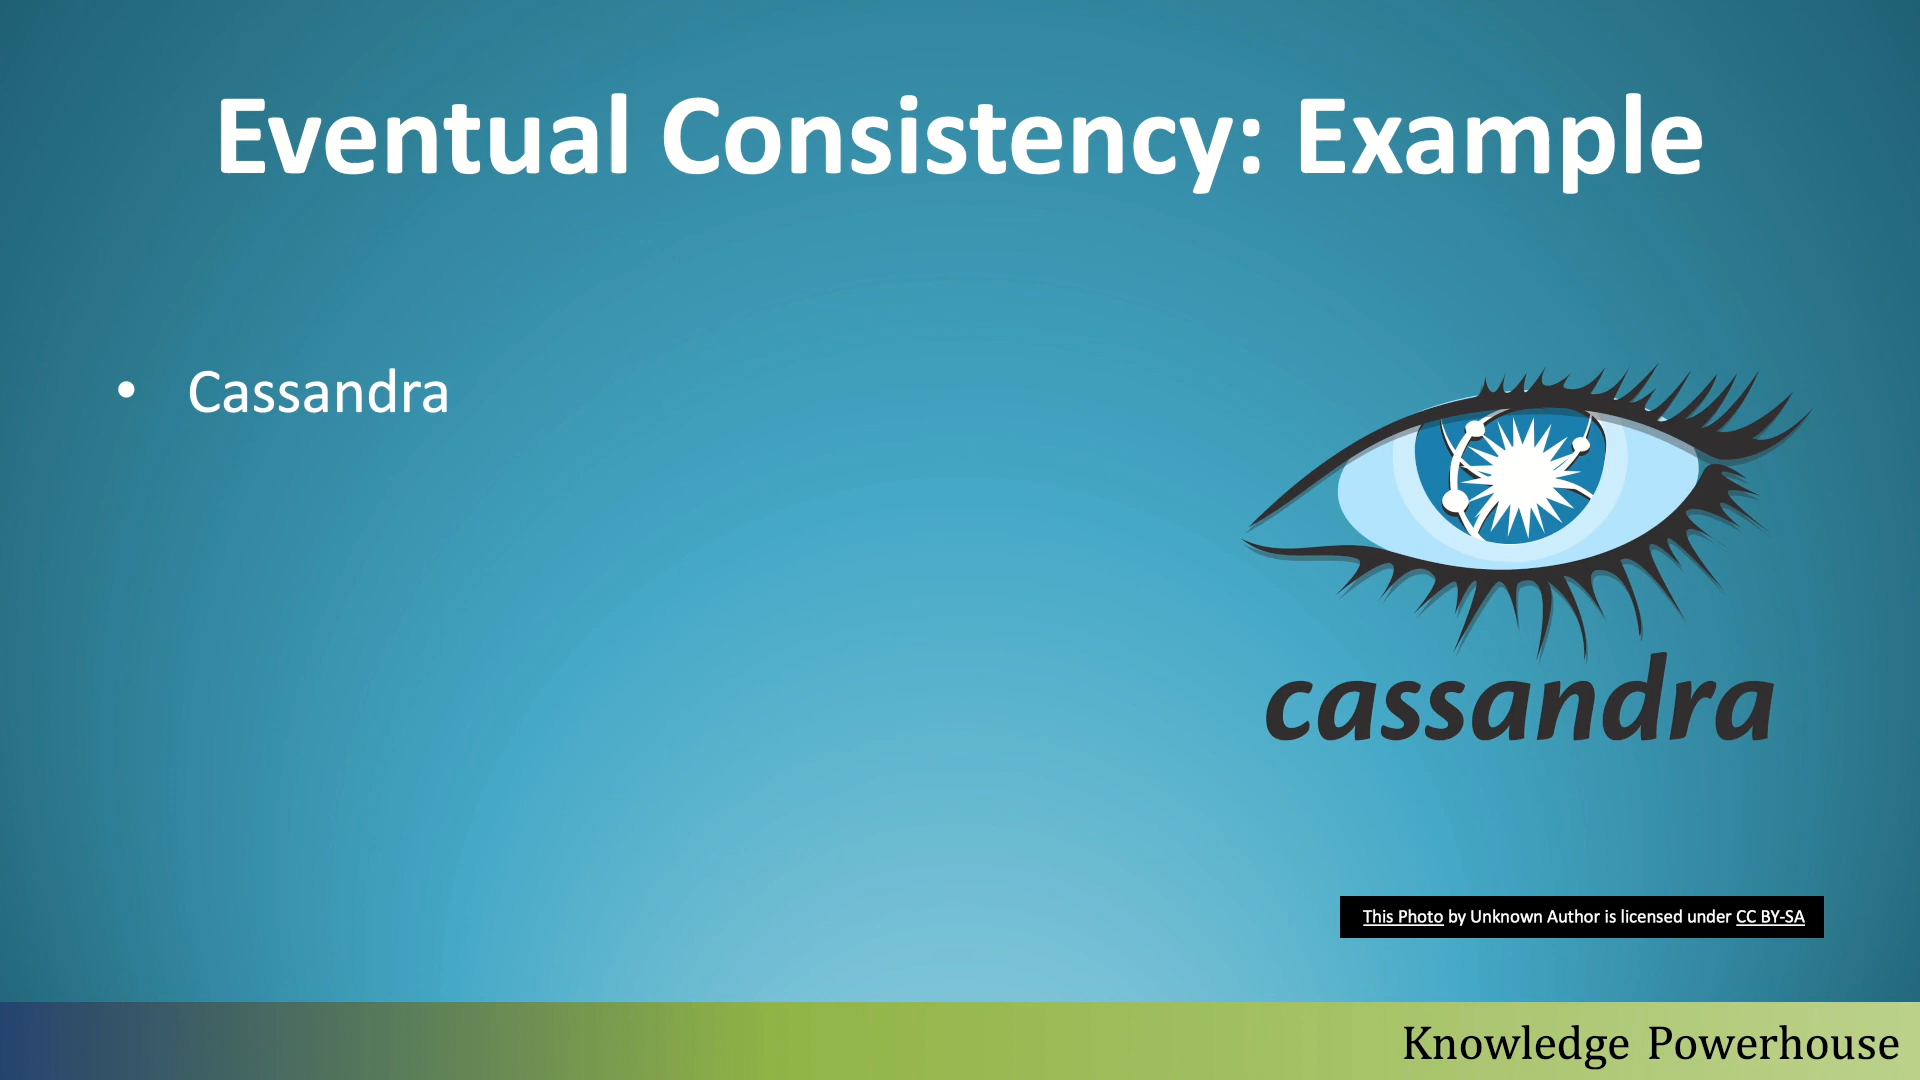 Eventual Consistency: Example
• Cassandra
cassandra
This Photo by Unknown Author is licensed under CC BY-SA
Knowledge Powerhouse